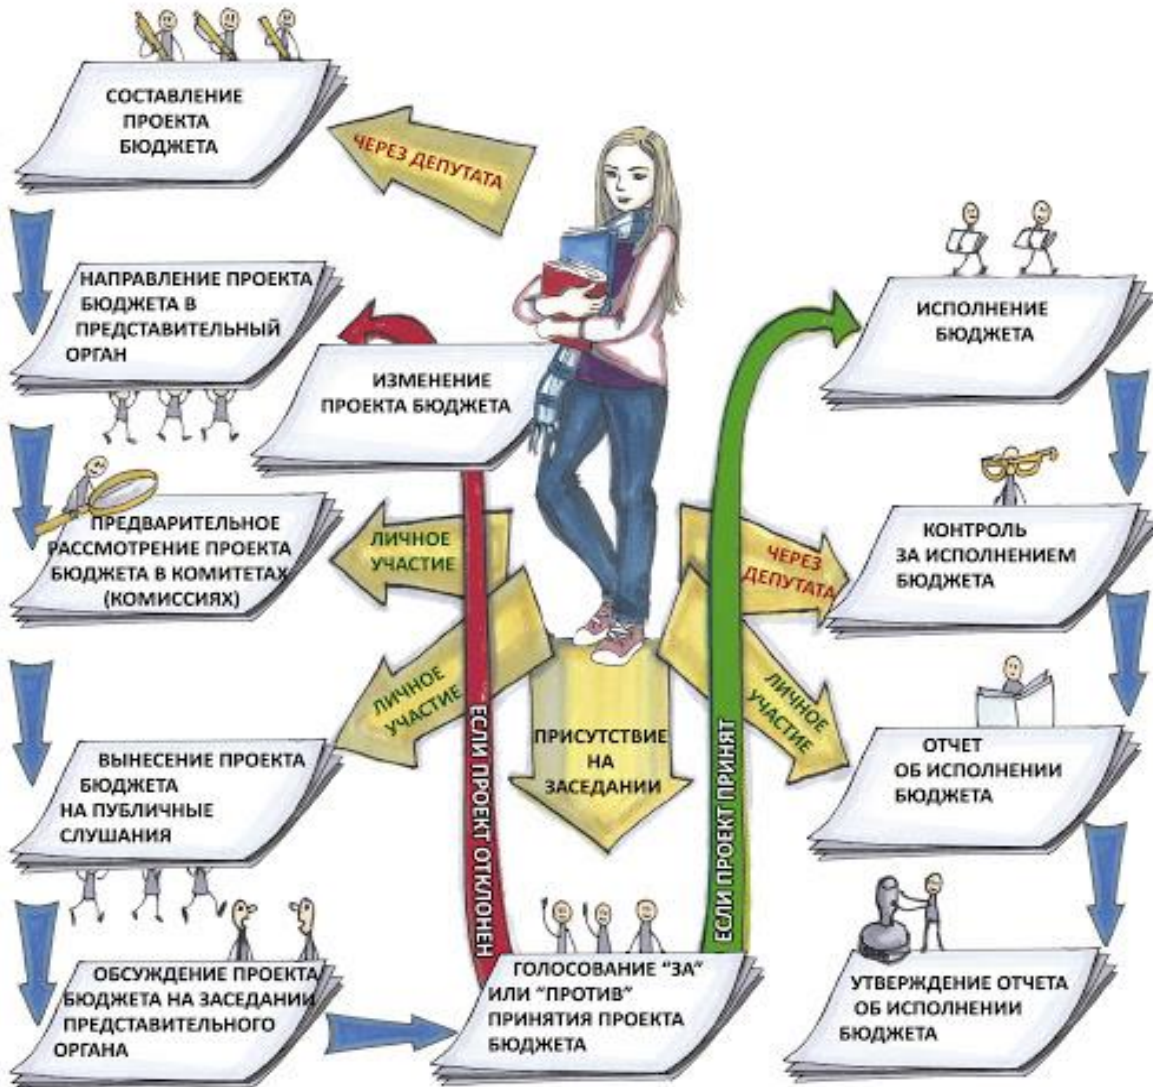 СОСТАВЛЕНИЕ
ПРОЕКТА
БЮДЖЕТА
ЧЕРЕЗ ДЕПУТАТА
НАПРАВЛЕНИЕ ПРОЕКТА
БЮДЖЕТА В
ПРЕДСТАВИТЕЛЬНЫЙ
ОРГАН
ИЗМЕНЕНИЕ
ПРОЕКТА БЮДЖЕТА
ПРЕДВАРИТЕЛЬНОЕ
РАССМОТРЕНИЕ ПРОЕКТА
БЮДЖЕТА В КОМИТЕТАХ
(КОМИССИЯХ)
ЛИЧНОЕ
УЧАСТИЕ
ЛИЧНОЕ
УЧАСТИЕ
ВЫНЕСЕНИЕ ПРОЕКТА
БЮДЖЕТА
НА ПУБЛИЧНЫЕ
СЛУШАНИЯ
ОБСУЖДЕНИЕ ПРОЕКТА
БЮДЖЕТА НА ЗАСЕДАНИИ
ПРЕДСТАВИТЕЛЬНОГО
ОРГАНА
ЕСЛИ ПРОЕКТ ОТКЛОНЕН
ПРИСУТСТВИЕ
НА
ЗАСЕДАНИИ
ГОЛОСОВАНИЕ "ЗА"
ИЛИ "ПРОТИВ"
ПРИНЯТИЯ ПРОЕКТА
БЮДЖЕТА
ЕСЛИ ПРОЕКТ ПРИНЯТ
ИСПОЛНЕНИЕ
БЮДЖЕТА
ЧЕРЕЗ
ДЕПУТАТА
КОНТРОЛЬ
ЗА ИСПОЛНЕНИЕМ
БЮДЖЕТА
ЛИЧНОЕ
УЧАСТИЕ
ОТЧЕТ
ОБ ИСПОЛНЕНИИ
БЮДЖЕТА
УТВЕРЖДЕНИЕ ОТЧЕТА
ОБ ИСПОЛНЕНИИ
БЮДЖЕТА